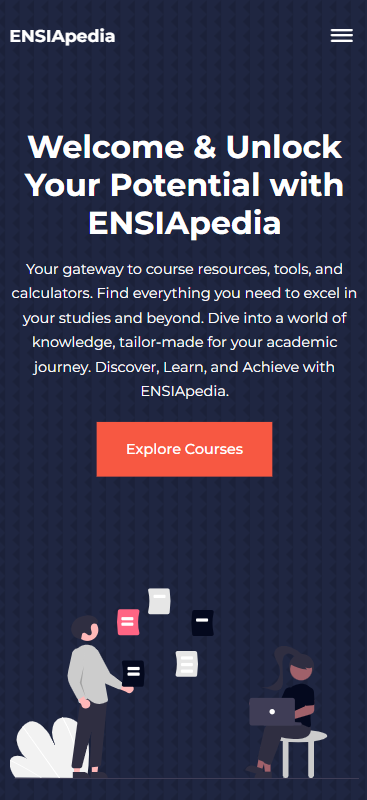 ENSIApedia
Welcome & Unlock
Your Potential with
ENSIApedia
Your gateway to course resources, tools, and
calculators. Find everything you need to excel in
your studies and beyond. Dive into a world of
knowledge, tailor-made for your academic
journey. Discover, Learn, and Achieve with
ENSIApedia.
Explore Courses